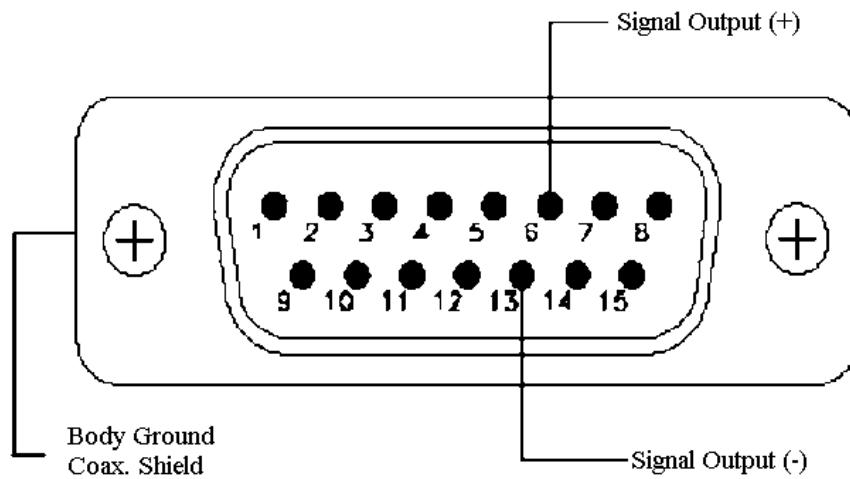 Signal Output (+)
1 2 3 4 5 6 7 8
9 10 11 12 13 14 15
Body Ground
Coax. Shield
Signal Output (-)